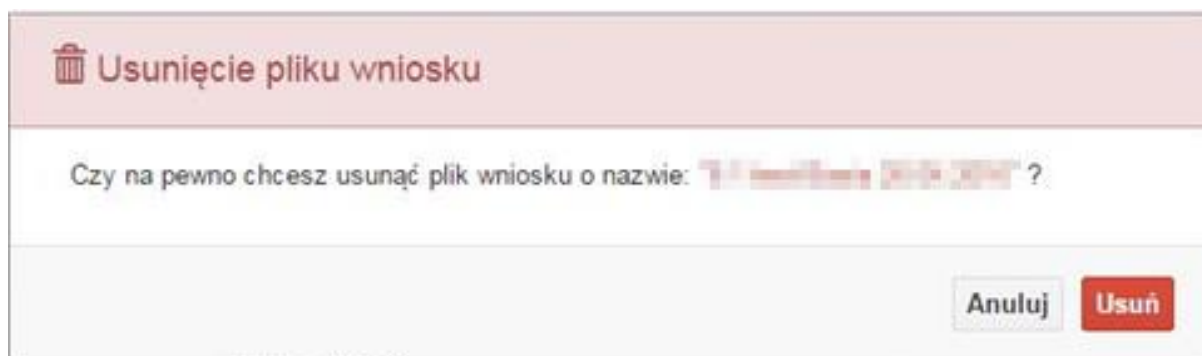 Usunięcie pliku wniosku
Czy na pewno chcesz usunąć plik wniosku o nazwie: " " ?
Anuluj
Usuń